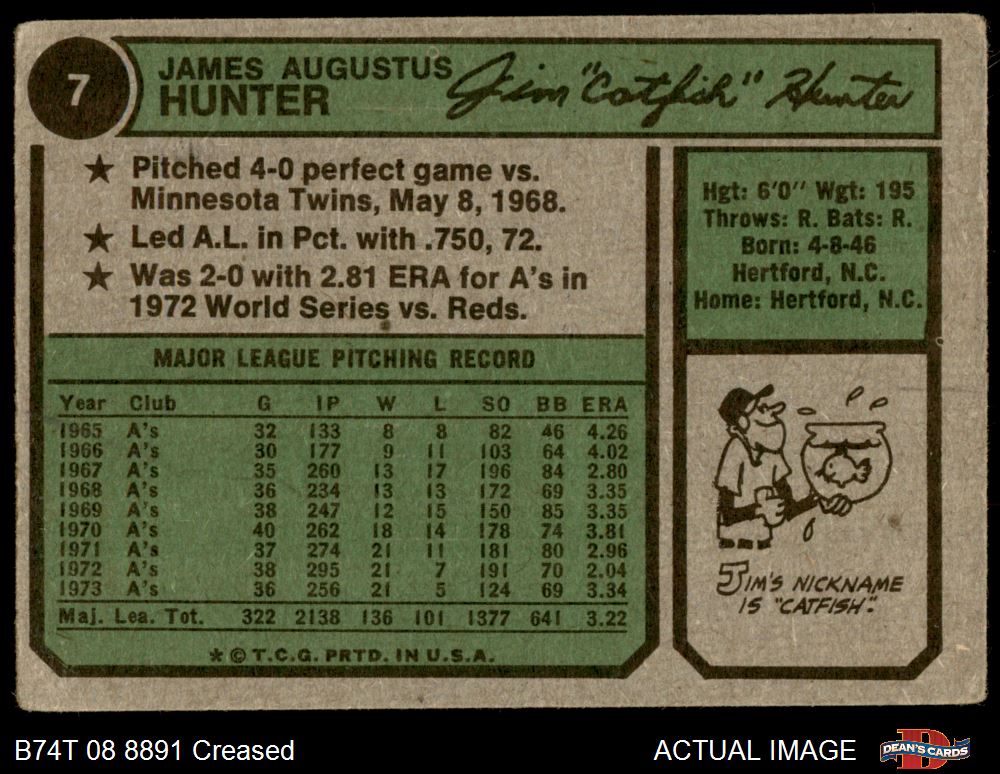 7
JAMES AUGUSTUS
HUNTER
Jim "Catfish" Hunter
★ Pitched 4-0 perfect game vs.
Minnesota Twins, May 8, 1968.
★ Led A.L. in Pct. with .750, 72.
★ Was 2-0 with 2.81 ERA for A's in
1972 World Series vs. Reds.
Hgt: 6'0" Wgt: 195
Throws: R. Bats: R.
Born: 4-8-46
Hertford, N.C.
Home: Hertford, N.C.
MAJOR LEAGUE PITCHING RECORD
Year Club G IP W L SO BB ERA
1965 A's 32 133 8 8 82 46 4.26
1966 A's 30 177 9 11 103 64 4.02
1967 A's 35 260 13 17 196 84 2.80
1968 A's 36 234 13 13 172 69 3.35
1969 A's 38 247 12 15 150 85 3.35
1970 A's 40 262 18 14 178 74 3.81
1971 A's 37 274 21 11 181 80 2.96
1972 A's 38 295 21 7 191 70 2.04
1973 A's 36 256 21 5 124 69 3.34
Maj. Lea. Tot. 322 2138 136 101 1377 641 3.22
* © T.C.G. PRTD. IN U.S.A.
JIM'S NICKNAME
IS "CATFISH".
B74T 08 8891 Creased
ACTUAL IMAGE
DEAN'S CARDS